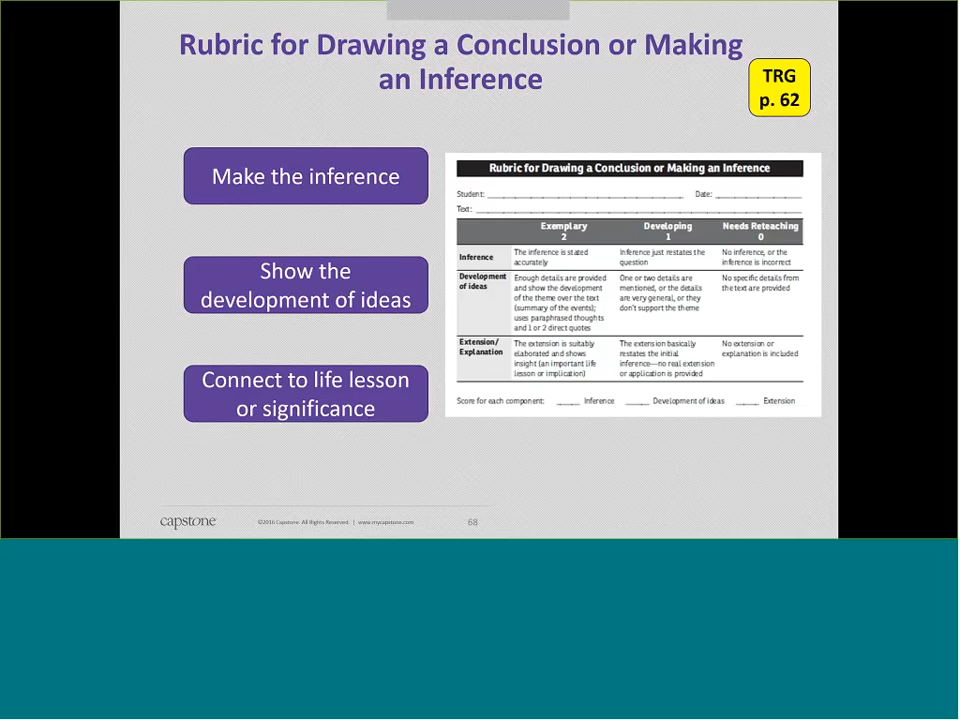 Rubric for Drawing a Conclusion or Making
an Inference
TRG
p. 62
Make the inference
Show the
development of ideas
Connect to life lesson
or significance
Rubric for Drawing a Conclusion or Making an Inference
Student: Date:
Text:
Exemplary
2
Developing
1
Needs Reteaching
0
Inference
The inference is stated
accurately
Inference just restates the
question
No inference, or the
inference is incorrect
Development
of ideas
Enough details are provided
and show the development
of the theme over the text
(summary of the events);
uses paraphrased thoughts
and 1 or 2 direct quotes
One or two details are
mentioned, or the details
are very general, or they
don't support the theme
No specific details from
the text are provided
Extension/
Explanation
The extension is suitably
elaborated and shows
insight (an important life
lesson or implication)
The extension basically
restates the initial
inference—no real extension
or application is provided
No extension or
explanation is included
Score for each component: Inference Development of ideas Extension
capstone
©2016 Capstone. All Rights Reserved. | www.mycapstone.com
68